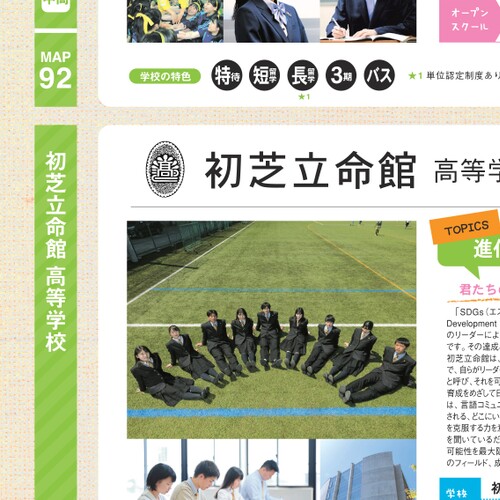 オープン
スクール
MAP
92
学校の特色
特待
短留学
長留学
3期
バス
★1 単位認定制度あり
★1
初芝立命館 高等学校
初芝立命館 高等学
TOPICS
進化
君たちの
「SDGs(エス
Development
のリーダーによ
です。その達成
初芝立命館は、
で、自らがリーダ
と呼び、それを可
育成をめざしてE
は、言語コミュニ
される、どこにい
を克服する力を
を聞いているだ
可能性を最大限
のフィールド、成
学校
初